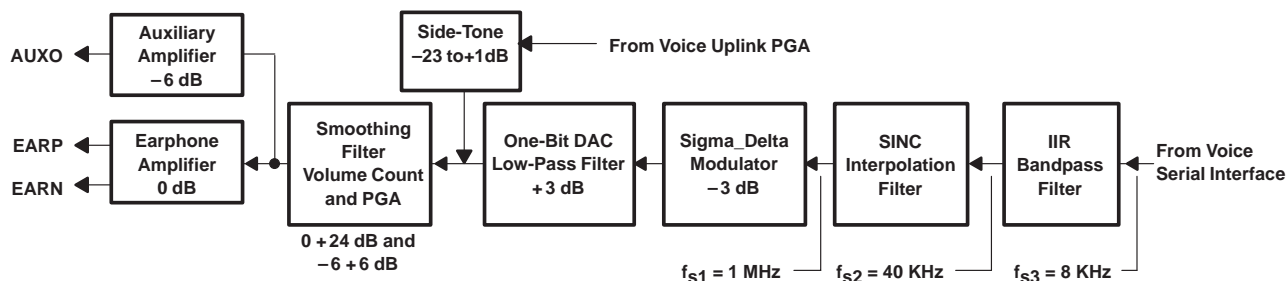 AUXO
Auxiliary
Amplifier
−6 dB
Side-Tone
−23 to+1dB
From Voice Uplink PGA
EARP
EARN
Earphone
Amplifier
0 dB
Smoothing
Filter
Volume Count
and PGA
0 + 24 dB and
−6 + 6 dB
One-Bit DAC
Low-Pass Filter
+ 3 dB
Sigma_Delta
Modulator
−3 dB
SINC
Interpolation
Filter
IIR
Bandpass
Filter
From Voice
Serial Interface
fs1 = 1 MHz
fs2 = 40 KHz
fs3 = 8 KHz